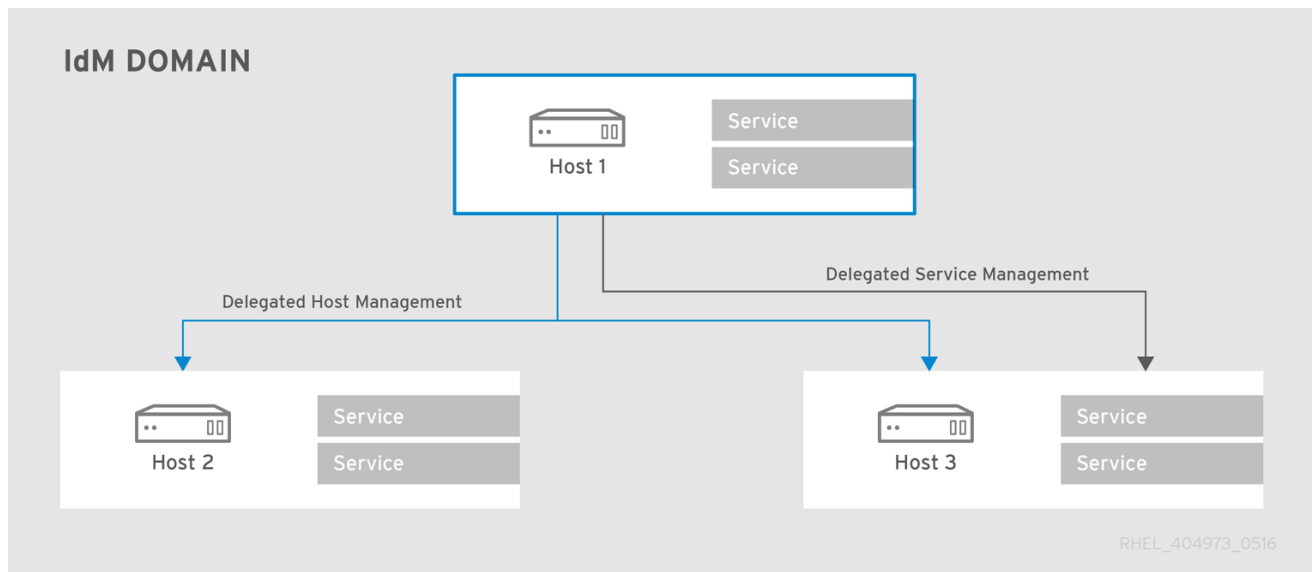 IdM DOMAIN
Service
Service
Host 1
Delegated Service Management
Delegated Host Management
Service
Service
Host 2
Service
Service
Host 3
RHEL_404973_0516